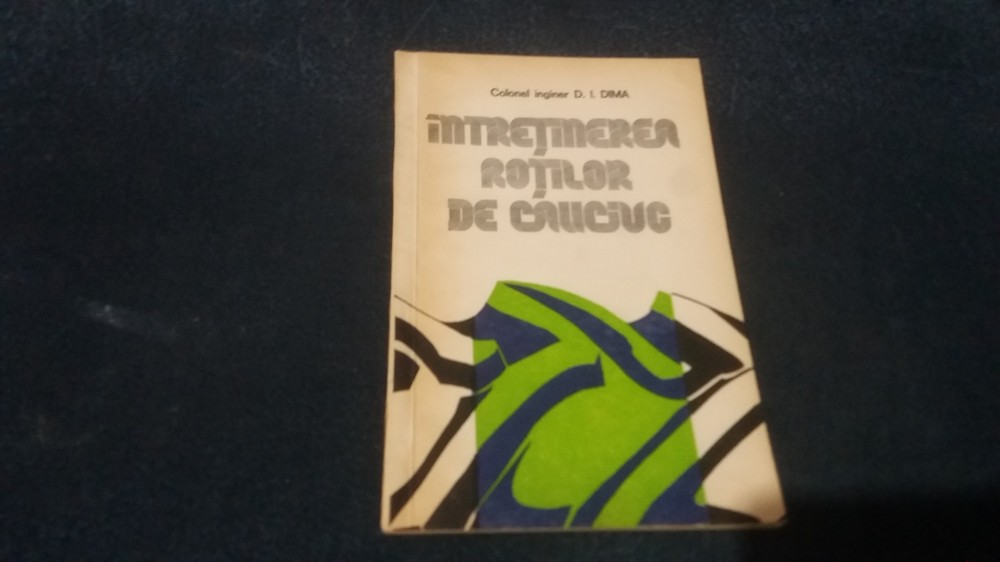 Colonel inginer D. I. DIMA
ÎNTREȚINEREA
ROȚILOR
DE CAUCIUC